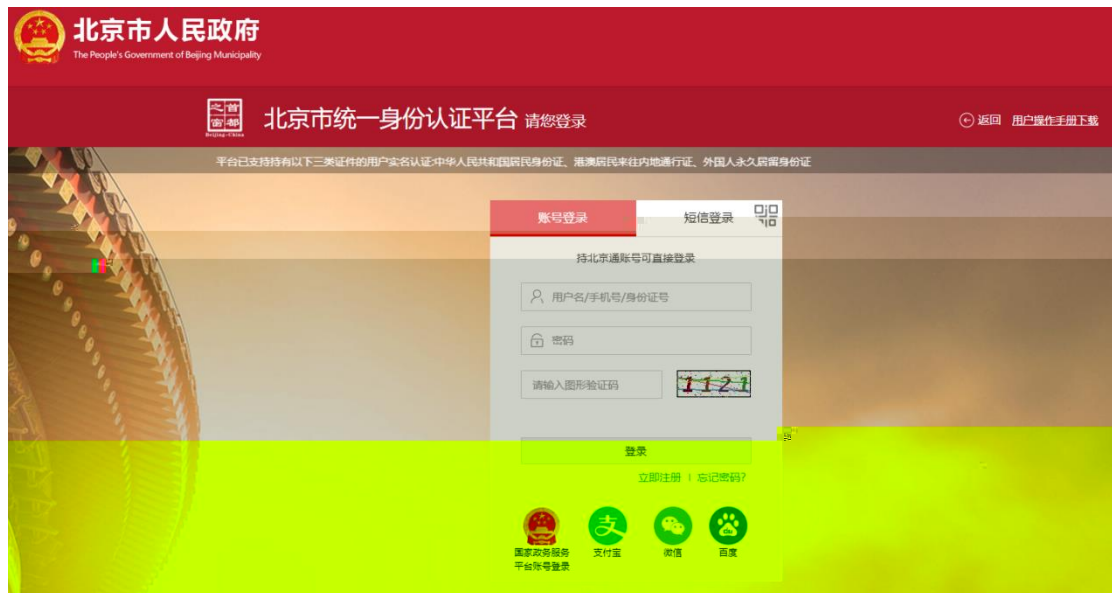 北京市人民政府
The People's Government of Beijing Municipality
首都之窗
Beijing-China
北京市统一身份认证平台 请您登录
返回 用户操作手册下载
平台已支持持有以下三类证件的用户实名认证:中华人民共和国居民身份证、港澳居民来往内地通行证、外国人永久居留身份证
账号登录 短信登录
持北京通账号可直接登录
用户名/手机号/身份证号
密码
请输入图形验证码 1121
登录
立即注册 | 忘记密码?
国家政务服务
平台账号登录
支付宝
微信
百度